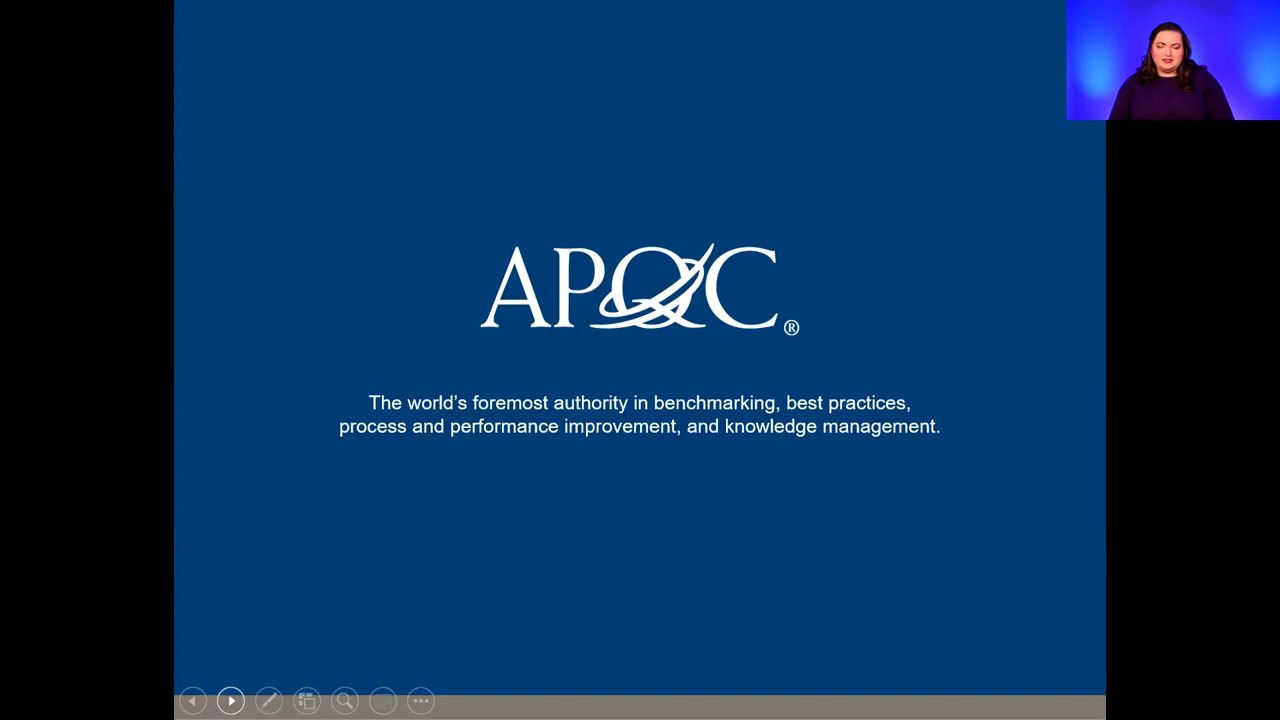 APQC®
The world's foremost authority in benchmarking, best practices,
process and performance improvement, and knowledge management.